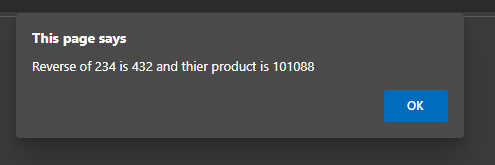 This page says
Reverse of 234 is 432 and thier product is 101088
OK